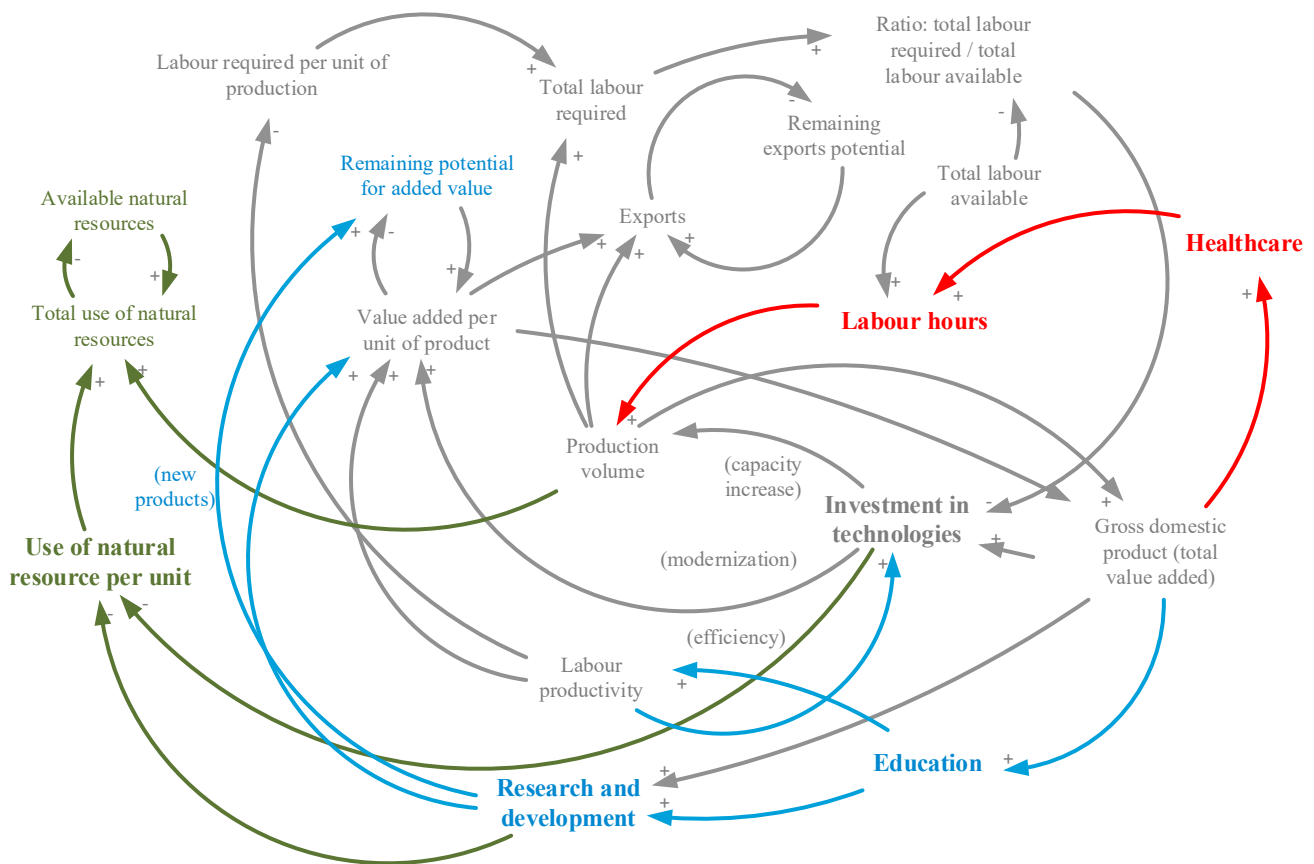 Labour required per unit of
production
Total labour
required
Ratio: total labour
required / total
labour available
Remaining
exports potential
Total labour
available
Remaining potential
for added value
Available natural
resources
Exports
Healthcare
Total use of natural
resources
Value added per
unit of product
Labour hours
Production
volume
(new
products)
(capacity
increase)
Investment in
technologies
Gross domestic
product (total
value added)
Use of natural
resource per unit
(modernization)
(efficiency)
Labour
productivity
Education
Research and
development
+
+
-
-
-
+
+
+
+
+
-
+
-
+
+
+
+
+
+
+
+
+
+
+
-
+
+
+
-
-
+
+
+
+